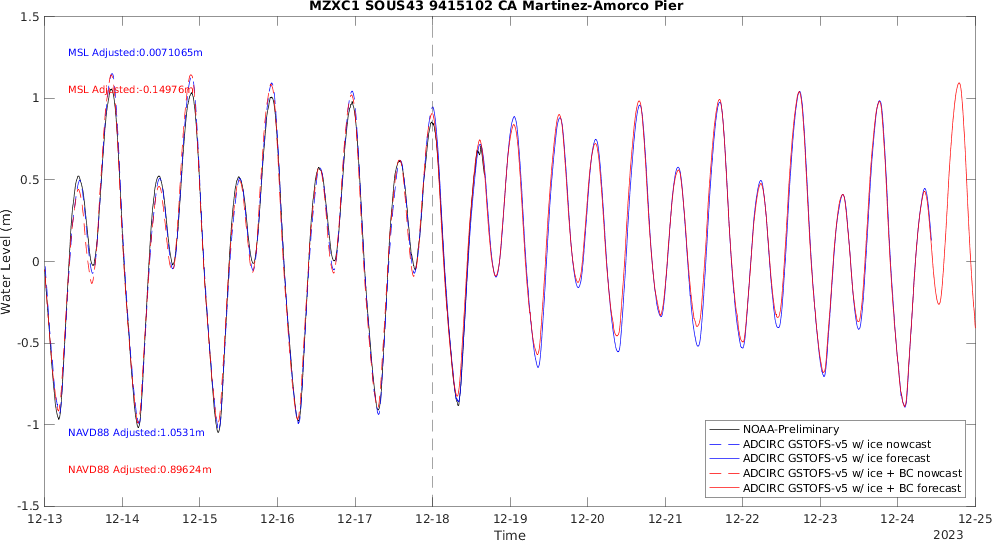 MZXC1 SOUS43 9415102 CA Martinez-Amorco Pier
1.5
1
0.5
0
-0.5
-1
-1.5
Water Level (m)
MSL Adjusted:0.0071065m
MSL Adjusted:-0.14976m
NAVD88 Adjusted:1.0531m
NAVD88 Adjusted:0.89624m
NOAA-Preliminary
ADCIRC GSTOFS-v5 w/ ice nowcast
ADCIRC GSTOFS-v5 w/ ice forecast
ADCIRC GSTOFS-v5 w/ ice + BC nowcast
ADCIRC GSTOFS-v5 w/ ice + BC forecast
12-13 12-14 12-15 12-16 12-17 12-18 12-19 12-20 12-21 12-22 12-23 12-24 12-25
Time
2023